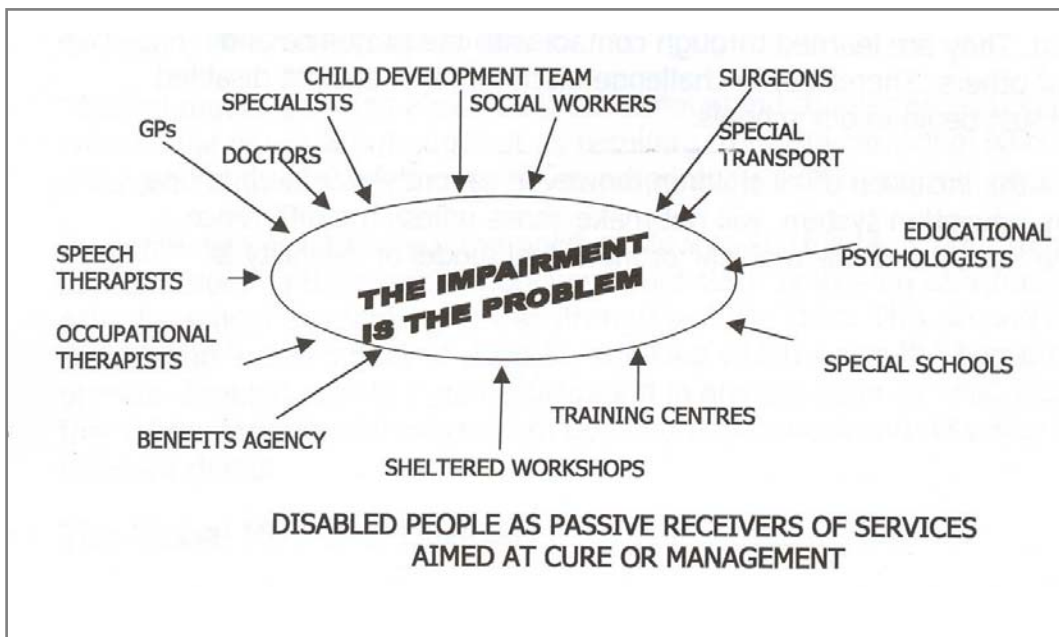 CHILD DEVELOPMENT TEAM
SURGEONS
SPECIALISTS
SOCIAL WORKERS
GPs
DOCTORS
SPECIAL
TRANSPORT
EDUCATIONAL
PSYCHOLOGISTS
SPEECH
THERAPISTS
THE IMPAIRMENT
IS THE PROBLEM
OCCUPATIONAL
THERAPISTS
SPECIAL SCHOOLS
TRAINING CENTRES
BENEFITS AGENCY
SHELTERED WORKSHOPS
DISABLED PEOPLE AS PASSIVE RECEIVERS OF SERVICES
AIMED AT CURE OR MANAGEMENT